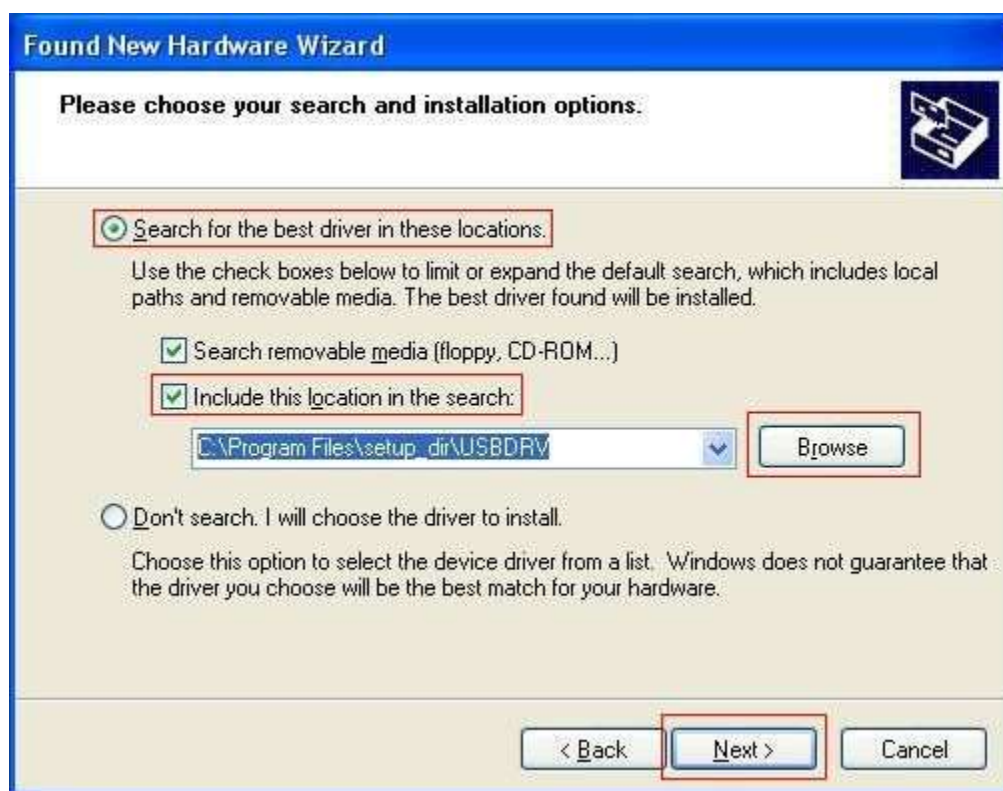 Found New Hardware Wizard
Please choose your search and installation options.
Search for the best driver in these locations.
Use the check boxes below to limit or expand the default search, which includes local
paths and removable media. The best driver found will be installed.
Search removable media (floppy, CD-ROM...)
Include this location in the search:
C:\Program Files\setup_dir\USBDRV
Browse
Don't search. I will choose the driver to install.
Choose this option to select the device driver from a list. Windows does not guarantee that
the driver you choose will be the best match for your hardware.
< Back
Next >
Cancel